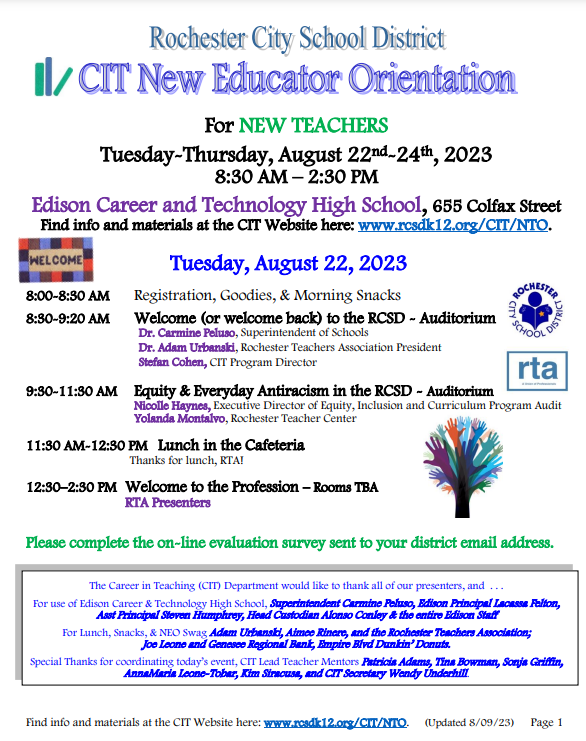 Rochester City School District
CIT New Educator Orientation
For NEW TEACHERS
Tuesday-Thursday, August 22nd-24th, 2023
8:30 AM – 2:30 PM
Edison Career and Technology High School, 655 Colfax Street
Find info and materials at the CIT Website here: www.rcsdk12.org/CIT/NTO.
WELCOME
Tuesday, August 22, 2023
8:00-8:30 AM Registration, Goodies, & Morning Snacks
8:30-9:20 AM Welcome (or welcome back) to the RCSD ~ Auditorium
Dr. Carmine Peluso, Superintendent of Schools
Dr. Adam Urbanski, Rochester Teachers Association President
Stefan Cohen, CIT Program Director
ROCHESTER CITY SCHOOL DISTRICT
rta
9:30-11:30 AM Equity & Everyday Antiracism in the RCSD ~ Auditorium
Nicolle Haynes, Executive Director of Equity, Inclusion and Curriculum Program Audit
Yolanda Montalvo, Rochester Teacher Center
11:30 AM-12:30 PM Lunch in the Cafeteria
Thanks for lunch, RTA!
12:30–2:30 PM Welcome to the Profession – Rooms TBA
RTA Presenters
Please complete the on-line evaluation survey sent to your district email address.
The Career in Teaching (CIT) Department would like to thank all of our presenters, and . . .
For use of Edison Career & Technology High School, Superintendent Carmine Peluso, Edison Principal Lacassa Felton,
Asst Principal Steven Humphrey, Head Custodian Alonso Conley & the entire Edison Staff
For Lunch, Snacks, & NEO Swag Adam Urbanski, Aimee Rinere, and the Rochester Teachers Association;
Joe Leone and Genesee Regional Bank, Empire Blvd Dunkin' Donuts.
Special Thanks for coordinating today's event, CIT Lead Teacher Mentors Patricia Adams, Tina Bowman, Sonja Griffin,
AnnaMaria Leone-Tobar, Kim Siracusa, and CIT Secretary Wendy Underhill.
Find info and materials at the CIT Website here: www.rcsdk12.org/CIT/NTO. (Updated 8/09/23) Page 1